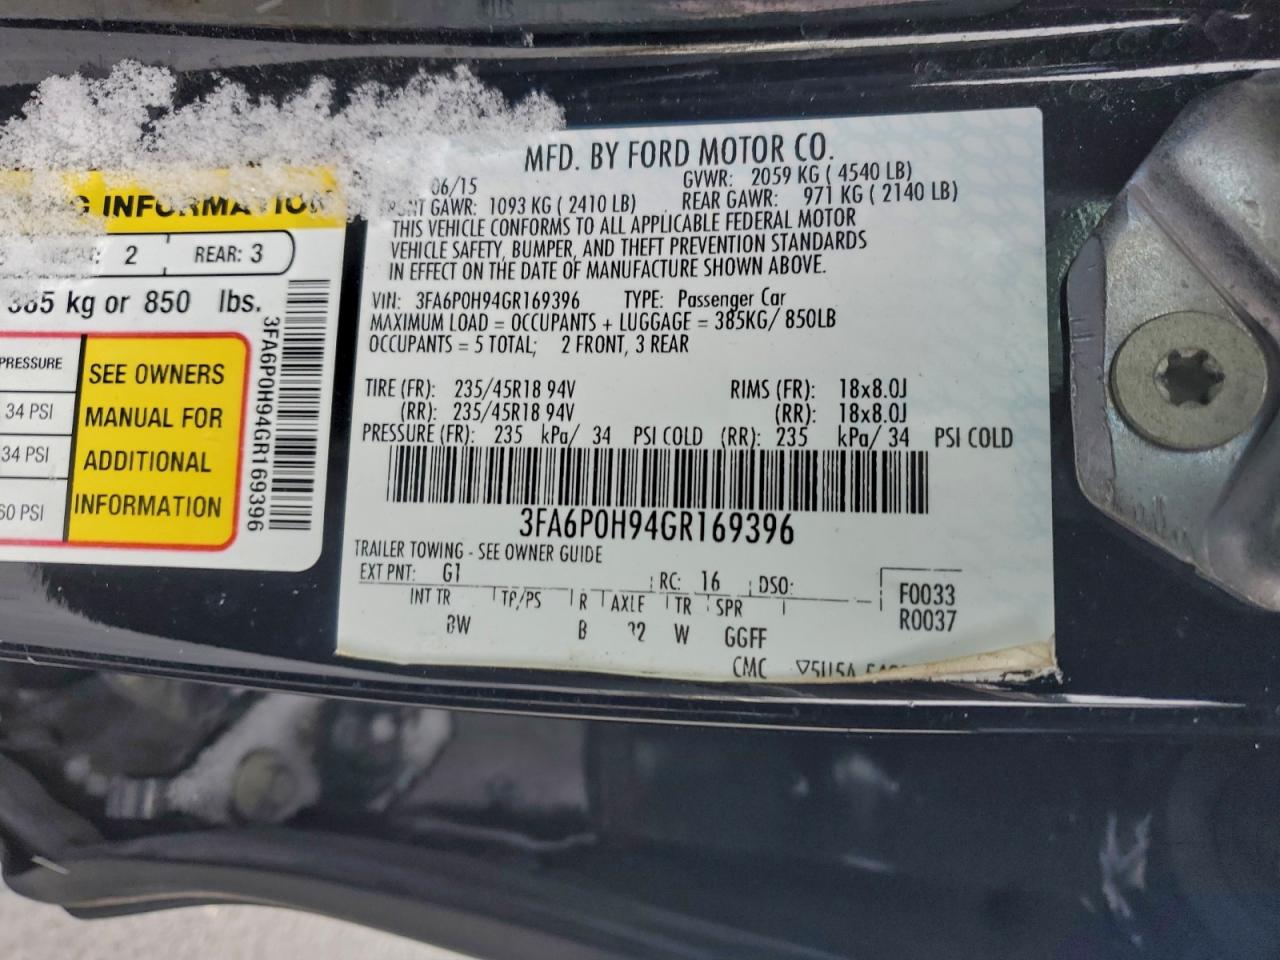 INFORMATION
2 REAR: 3
385 kg or 850 lbs.
PRESSURE
34 PSI
34 PSI
60 PSI
SEE OWNERS
MANUAL FOR
ADDITIONAL
INFORMATION
3FA6P0H94GR169396
MFD. BY FORD MOTOR CO.
06/15 GVWR: 2059 KG ( 4540 LB)
GAWR: 1093 KG ( 2410 LB) REAR GAWR: 971 KG ( 2140 LB)
THIS VEHICLE CONFORMS TO ALL APPLICABLE FEDERAL MOTOR
VEHICLE SAFETY, BUMPER, AND THEFT PREVENTION STANDARDS
IN EFFECT ON THE DATE OF MANUFACTURE SHOWN ABOVE.
VIN: 3FA6P0H94GR169396 TYPE: Passenger Car
MAXIMUM LOAD = OCCUPANTS + LUGGAGE = 385KG/ 850LB
OCCUPANTS = 5 TOTAL; 2 FRONT, 3 REAR
TIRE (FR): 235/45R18 94V RIMS (FR): 18x8.0J
(RR): 235/45R18 94V (RR): 18x8.0J
PRESSURE (FR): 235 kPa/ 34 PSI COLD (RR): 235 kPa/ 34 PSI COLD
3FA6P0H94GR169396
TRAILER TOWING - SEE OWNER GUIDE
EXT PNT: G1 RC: 16 DSO: F0033
INT TR TP/PS R AXLE TR SPR R0037
BW B 32 W GGFF
CMC